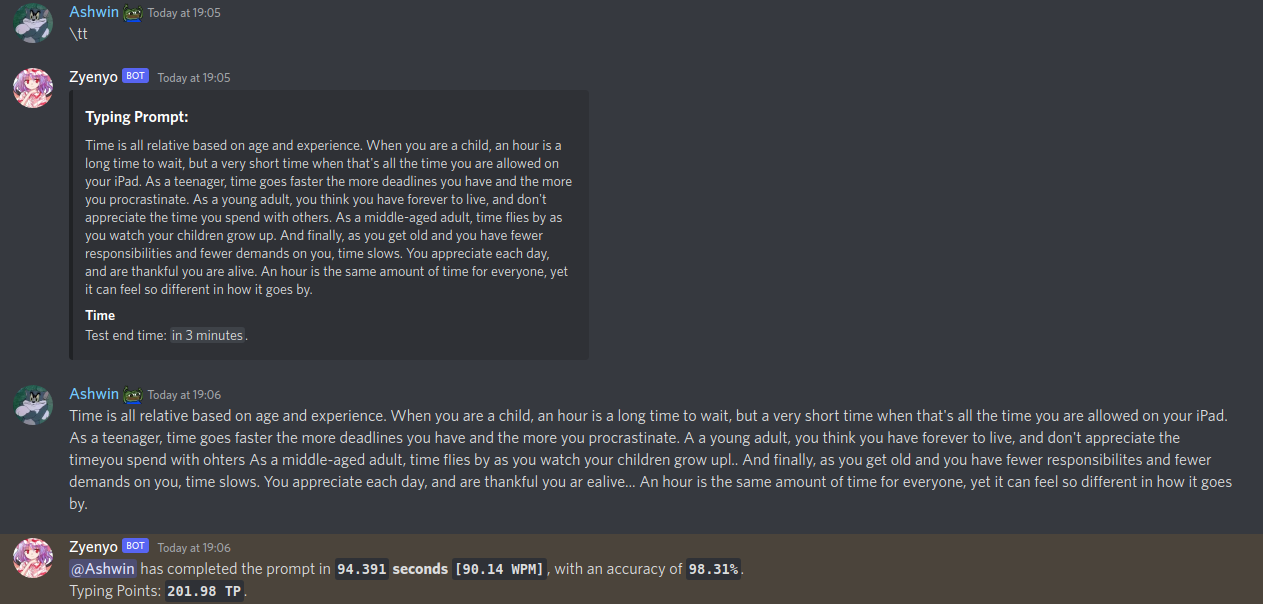 Ashwin Today at 19:05
\tt
Zyenyo BOT Today at 19:05
Typing Prompt:
Time is all relative based on age and experience. When you are a child, an hour is a
long time to wait, but a very short time when that's all the time you are allowed on
your iPad. As a teenager, time goes faster the more deadlines you have and the more
you procrastinate. As a young adult, you think you have forever to live, and don't
appreciate the time you spend with others. As a middle-aged adult, time flies by as
you watch your children grow up. And finally, as you get old and you have fewer
responsibilities and fewer demands on you, time slows. You appreciate each day,
and are thankful you are alive. An hour is the same amount of time for everyone, yet
it can feel so different in how it goes by.
Time
Test end time: in 3 minutes.
Ashwin Today at 19:06
Time is all relative based on age and experience. When you are a child, an hour is a long time to wait, but a very short time when that's all the time you are allowed on your iPad.
As a teenager, time goes faster the more deadlines you have and the more you procrastinate. A a young adult, you think you have forever to live, and don't appreciate the
timeyou spend with ohters As a middle-aged adult, time flies by as you watch your children grow upl.. And finally, as you get old and you have fewer responsibilites and fewer
demands on you, time slows. You appreciate each day, and are thankful you ar ealive... An hour is the same amount of time for everyone, yet it can feel so different in how it goes
by.
Zyenyo BOT Today at 19:06
@Ashwin has completed the prompt in 94.391 seconds [90.14 WPM], with an accuracy of 98.31%.
Typing Points: 201.98 TP.